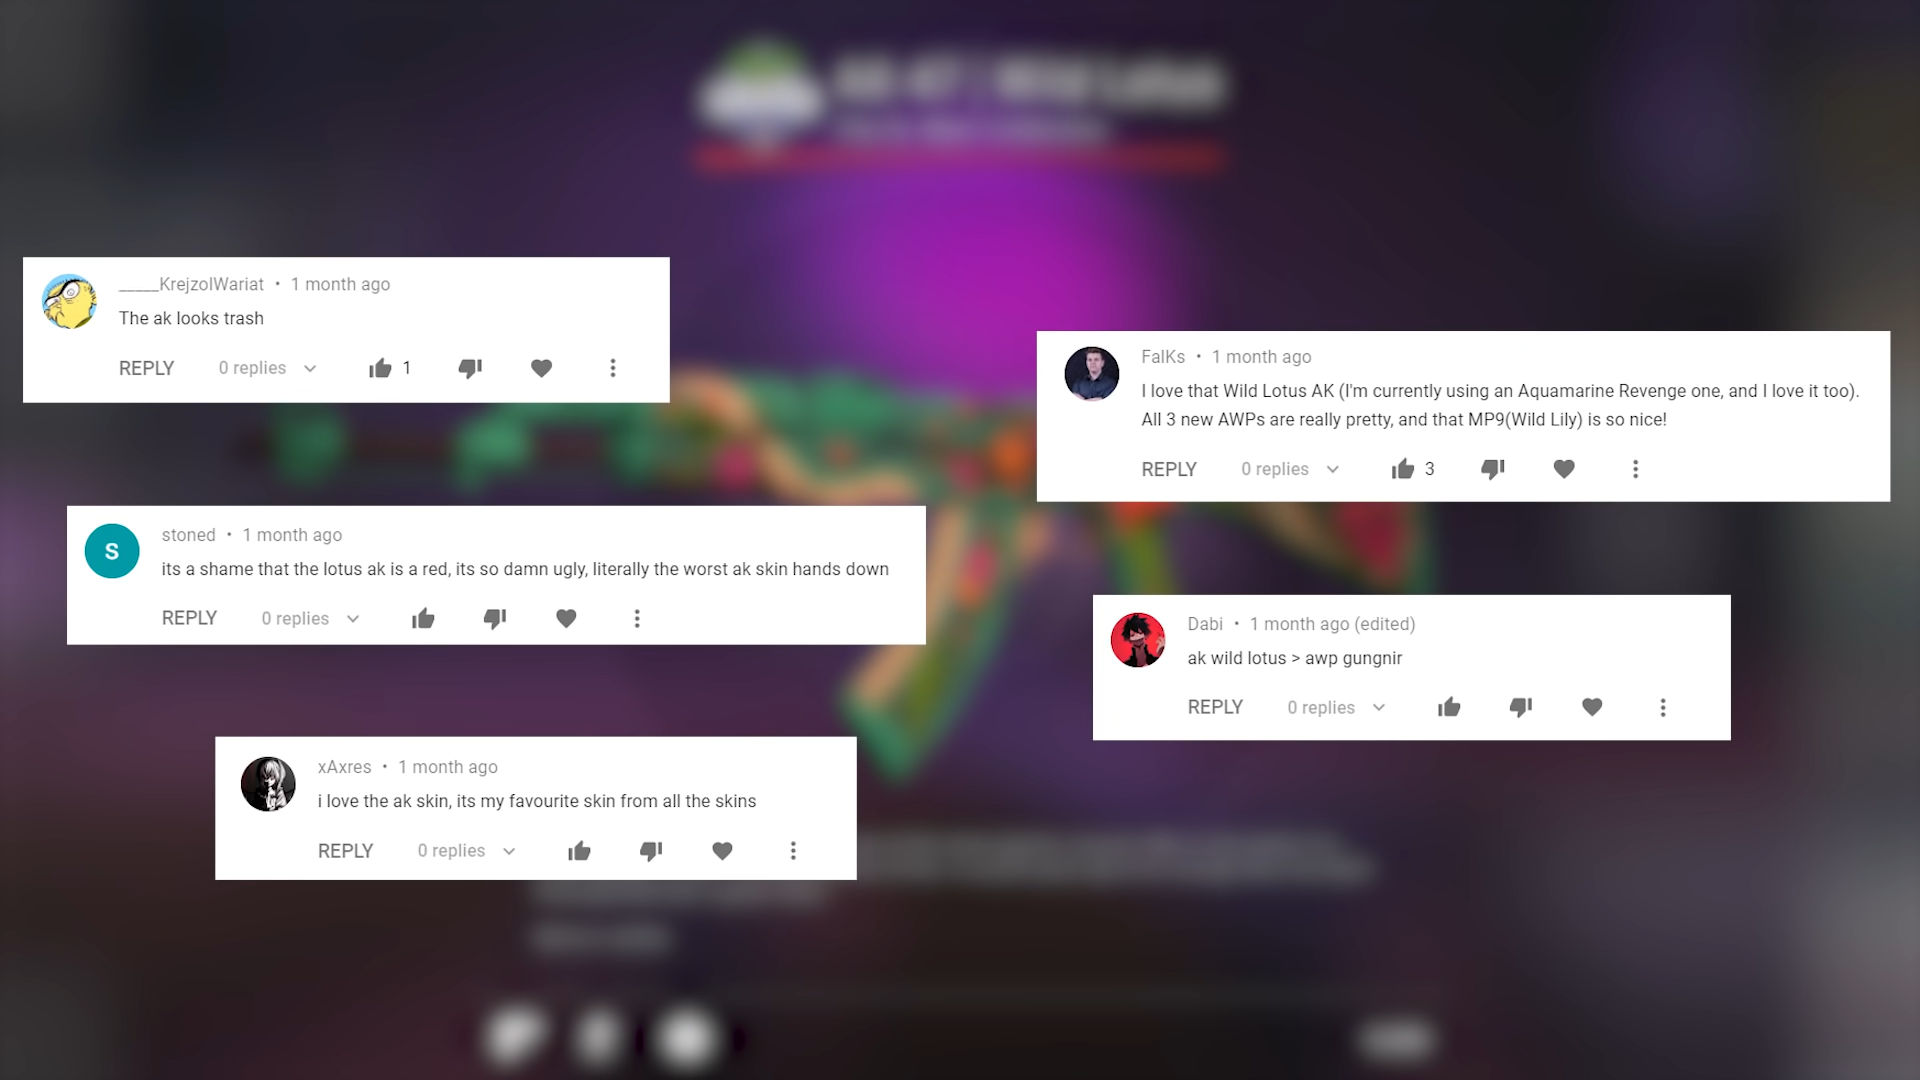 _____KrejzolWariat • 1 month ago
The ak looks trash
REPLY 0 replies 1
FalKs • 1 month ago
I love that Wild Lotus AK (I'm currently using an Aquamarine Revenge one, and I love it too).
All 3 new AWPs are really pretty, and that MP9(Wild Lily) is so nice!
REPLY 0 replies 3
S
stoned • 1 month ago
its a shame that the lotus ak is a red, its so damn ugly, literally the worst ak skin hands down
REPLY 0 replies
Dabi • 1 month ago (edited)
ak wild lotus > awp gungnir
REPLY 0 replies
xAxres • 1 month ago
i love the ak skin, its my favourite skin from all the skins
REPLY 0 replies